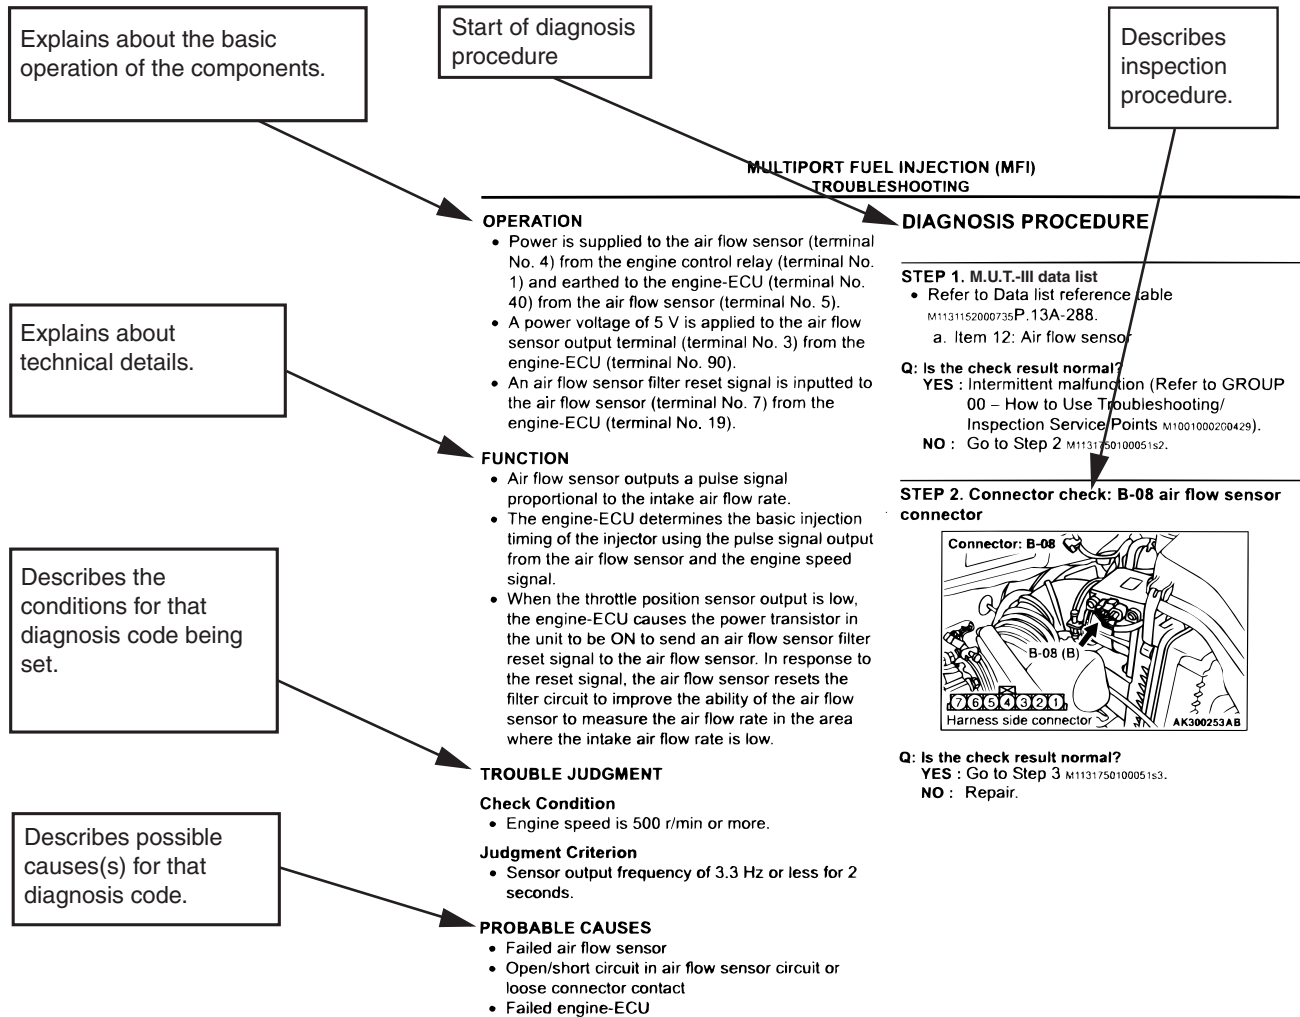 Explains about the basic
operation of the components.
Start of diagnosis
procedure
Describes
inspection
procedure.
MULTIPORT FUEL INJECTION (MFI)
TROUBLESHOOTING
OPERATION
• Power is supplied to the air flow sensor (terminal
No. 4) from the engine control relay (terminal No.
1) and earthed to the engine-ECU (terminal No.
40) from the air flow sensor (terminal No. 5).
• A power voltage of 5 V is applied to the air flow
sensor output terminal (terminal No. 3) from the
engine-ECU (terminal No. 90).
• An air flow sensor filter reset signal is inputted to
the air flow sensor (terminal No. 7) from the
engine-ECU (terminal No. 19).
Explains about
technical details.
FUNCTION
• Air flow sensor outputs a pulse signal
proportional to the intake air flow rate.
• The engine-ECU determines the basic injection
timing of the injector using the pulse signal output
from the air flow sensor and the engine speed
signal.
• When the throttle position sensor output is low,
the engine-ECU causes the power transistor in
the unit to be ON to send an air flow sensor filter
reset signal to the air flow sensor. In response to
the reset signal, the air flow sensor resets the
filter circuit to improve the ability of the air flow
sensor to measure the air flow rate in the area
where the intake air flow rate is low.
Describes the
conditions for that
diagnosis code being
set.
TROUBLE JUDGMENT
Check Condition
• Engine speed is 500 r/min or more.
Judgment Criterion
• Sensor output frequency of 3.3 Hz or less for 2
seconds.
Describes possible
causes(s) for that
diagnosis code.
PROBABLE CAUSES
• Failed air flow sensor
• Open/short circuit in air flow sensor circuit or
loose connector contact
• Failed engine-ECU
DIAGNOSIS PROCEDURE
STEP 1. M.U.T.-III data list
• Refer to Data list reference table
M1131152000735P.13A-288.
a. Item 12: Air flow sensor
Q: Is the check result normal?
YES : Intermittent malfunction (Refer to GROUP
00 – How to Use Troubleshooting/
Inspection Service Points M1001000200429).
NO : Go to Step 2 M1131750100051s2.
STEP 2. Connector check: B-08 air flow sensor
connector
Connector: B-08
B-08 (B)
7 6 5 4 3 2 1
Harness side connector
AK300253AB
Q: Is the check result normal?
YES : Go to Step 3 M1131750100051s3.
NO : Repair.